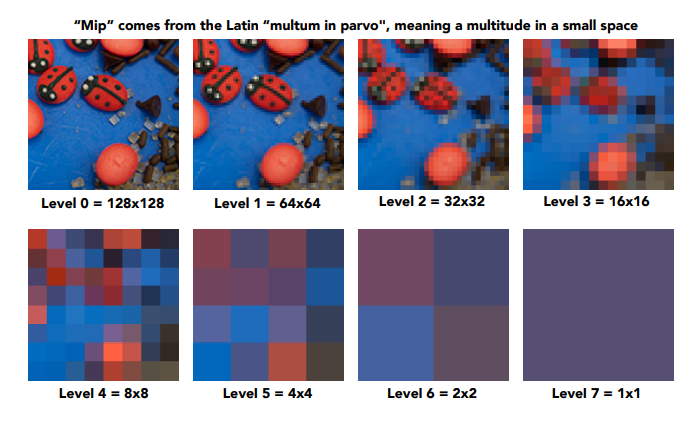 “Mip” comes from the Latin “multum in parvo", meaning a multitude in a small space
Level 0 = 128x128
Level 1 = 64x64
Level 2 = 32x32
Level 3 = 16x16
Level 4 = 8x8
Level 5 = 4x4
Level 6 = 2x2
Level 7 = 1x1